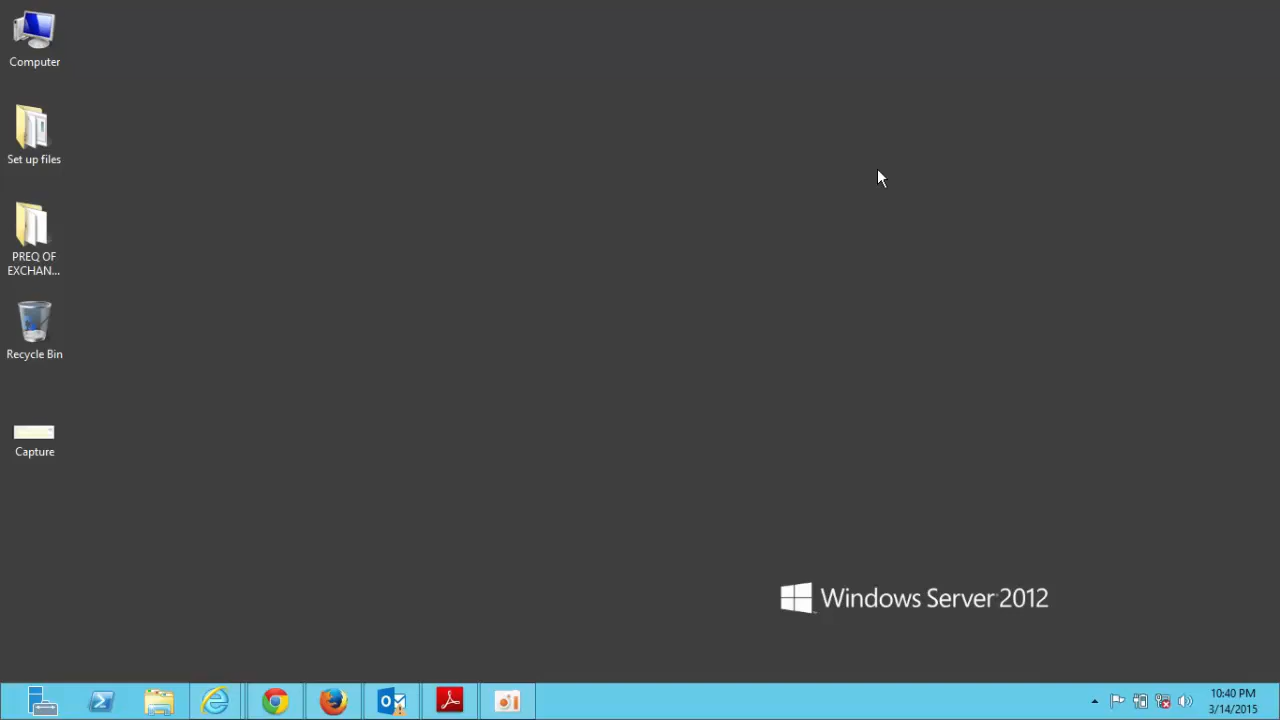 Computer
Set up files
PREQ OF
EXCHAN...
Recycle Bin
Capture
Windows Server 2012
10:40 PM
3/14/2015